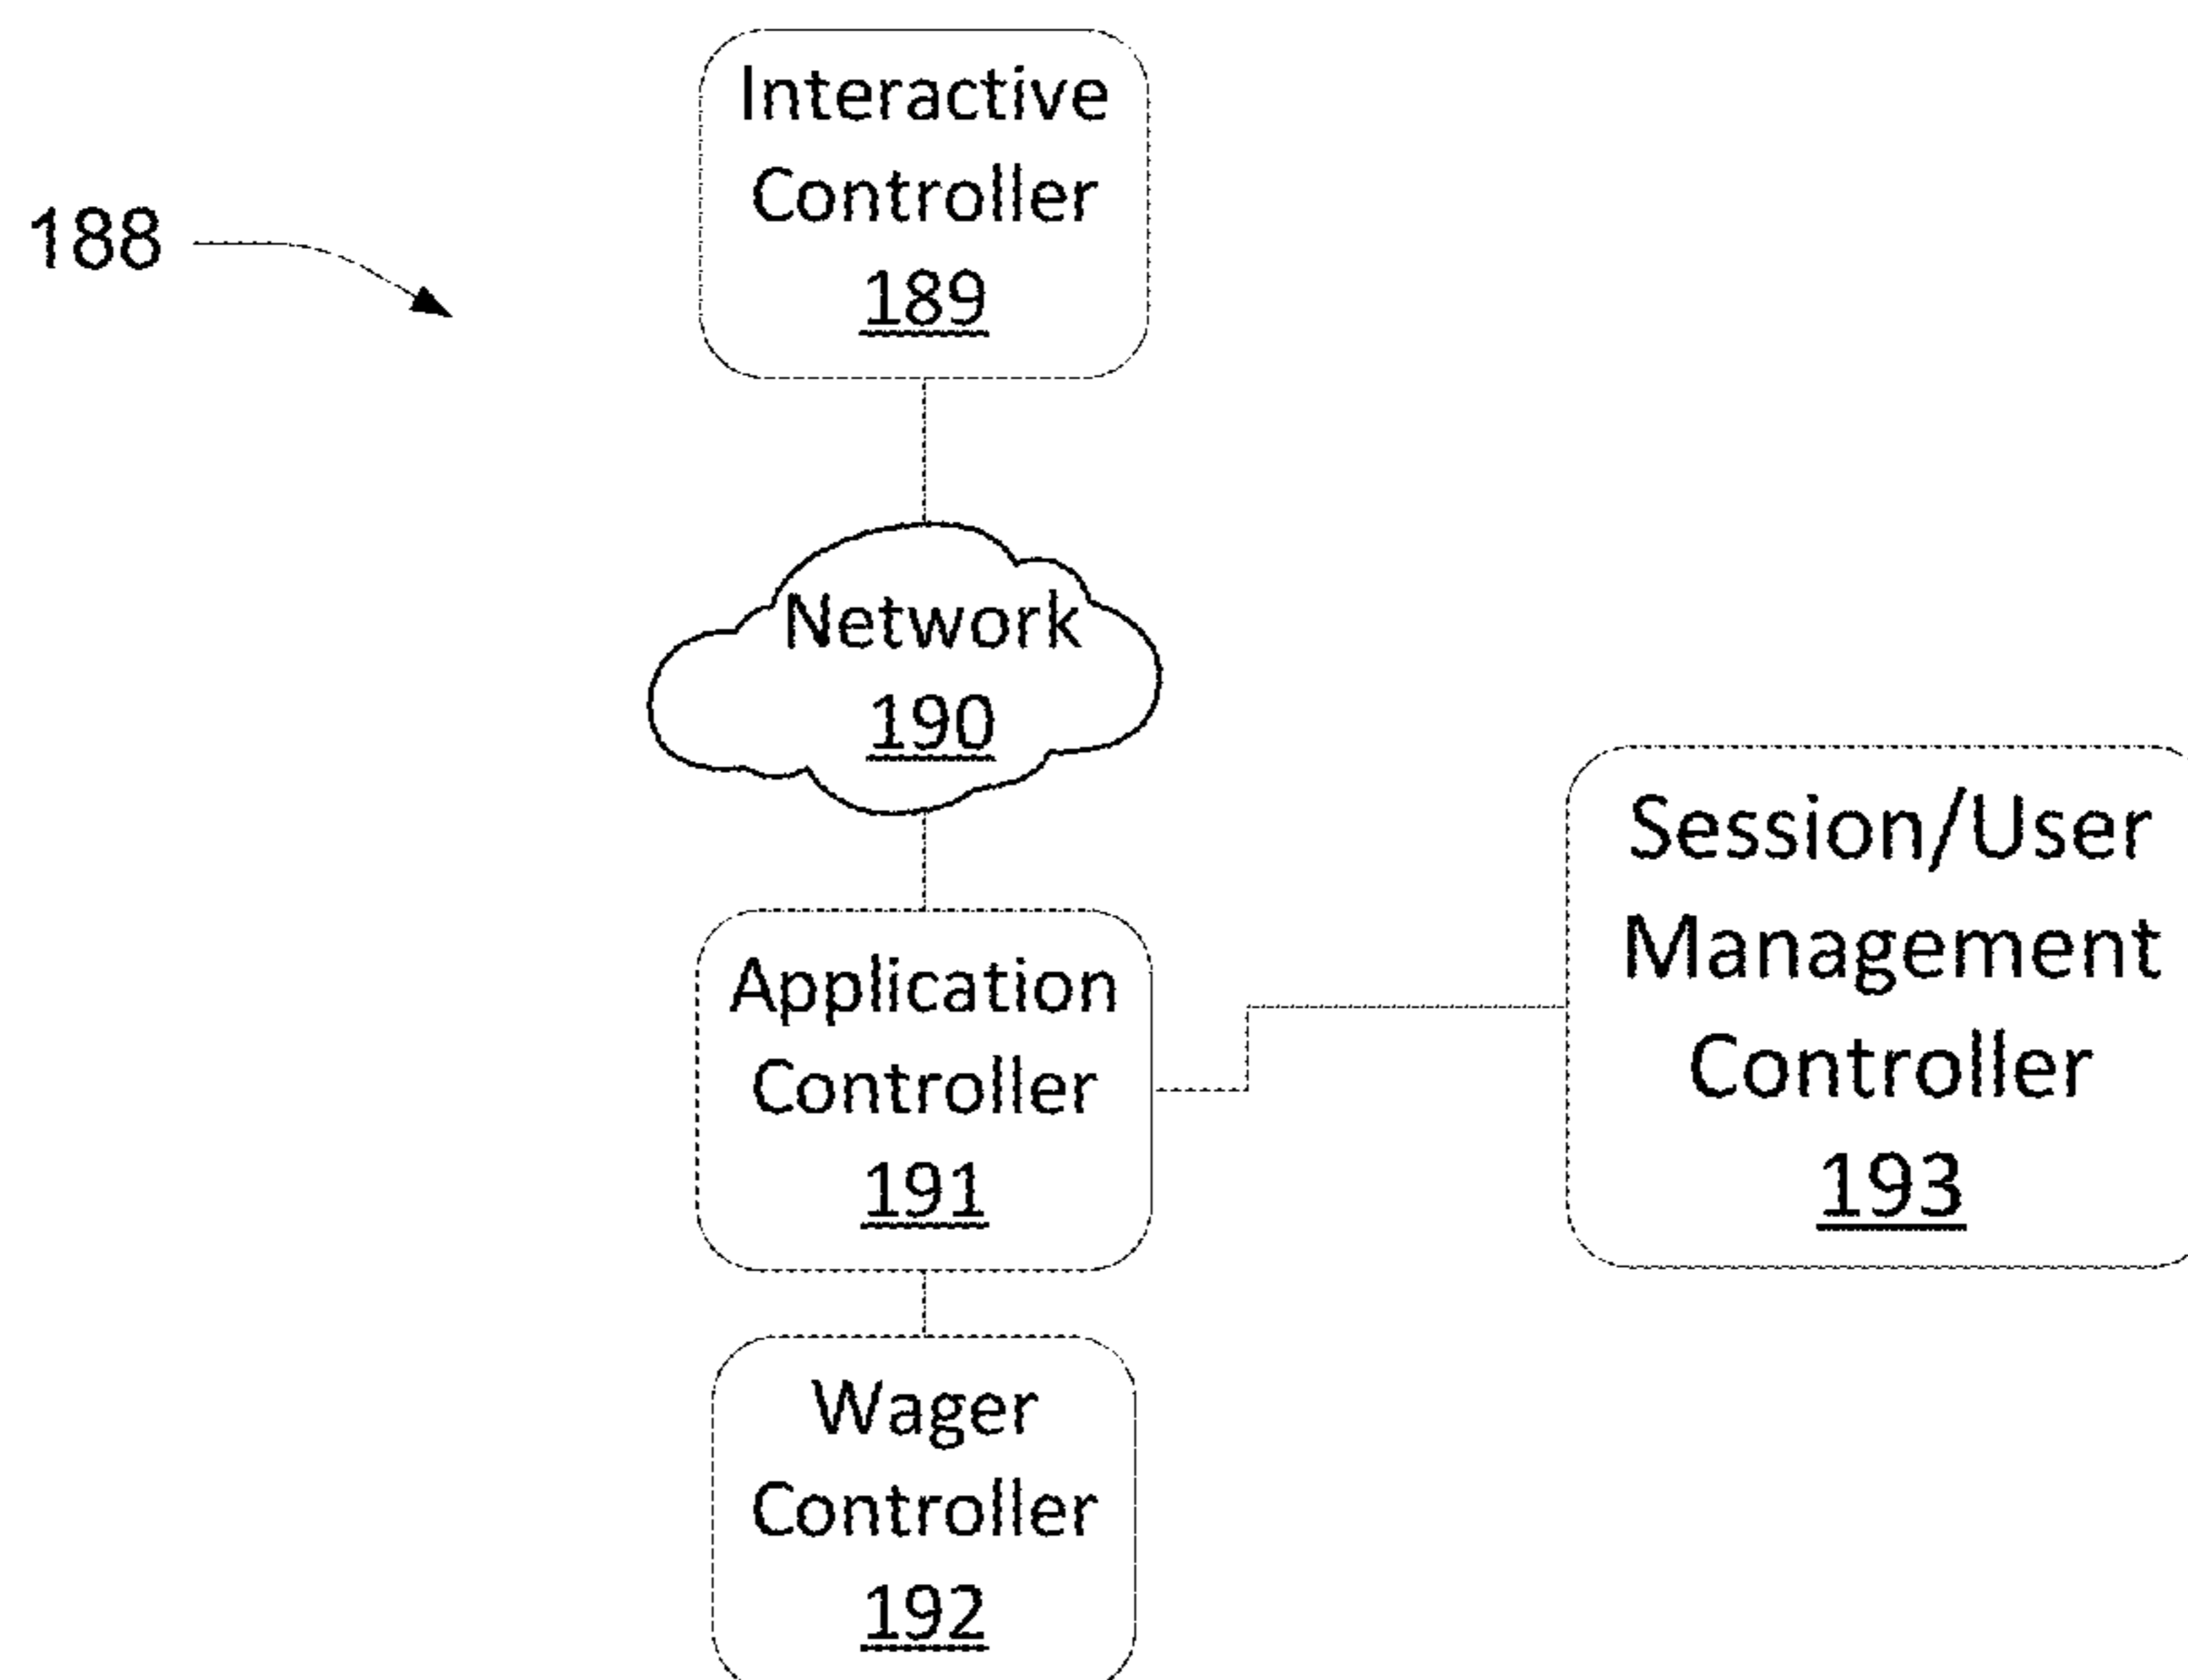 Interactive
Controller
189
188
Network
190
Application
Controller
191
Session/User
Management
Controller
193
Wager
Controller
192